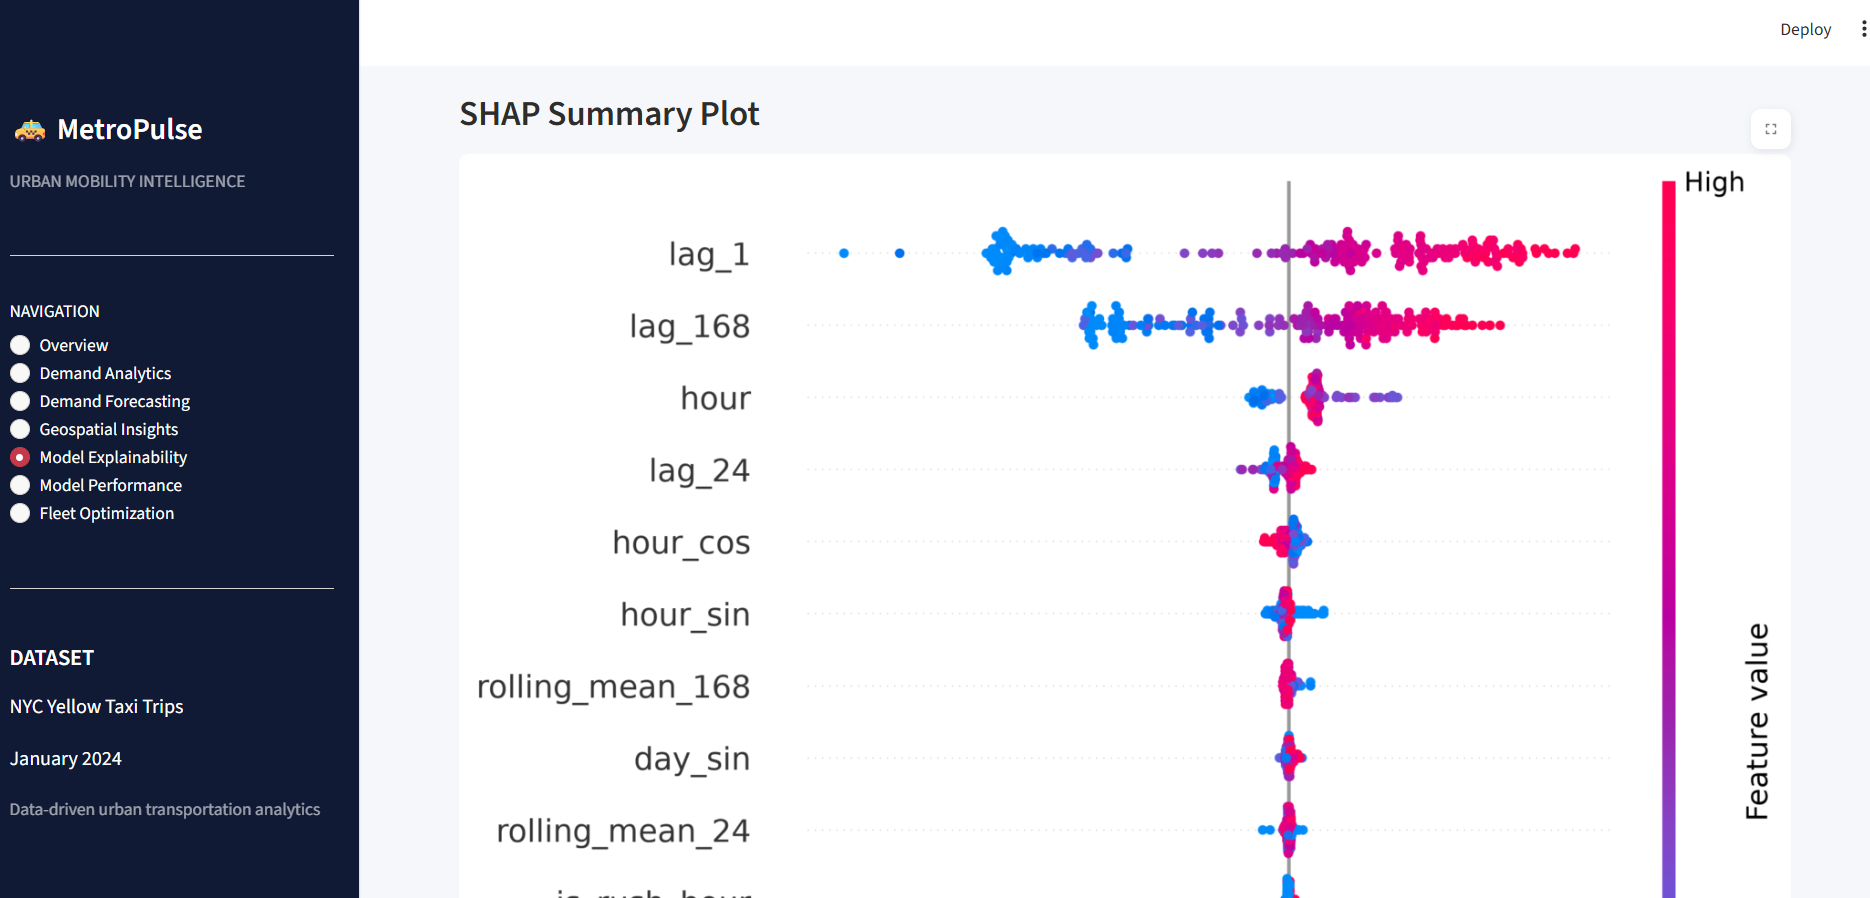 Deploy
🚕 MetroPulse
URBAN MOBILITY INTELLIGENCE
NAVIGATION
Overview
Demand Analytics
Demand Forecasting
Geospatial Insights
Model Explainability
Model Performance
Fleet Optimization
DATASET
NYC Yellow Taxi Trips
January 2024
Data-driven urban transportation analytics
SHAP Summary Plot
High
lag_1
lag_168
hour
lag_24
hour_cos
hour_sin
rolling_mean_168
day_sin
rolling_mean_24
Feature value